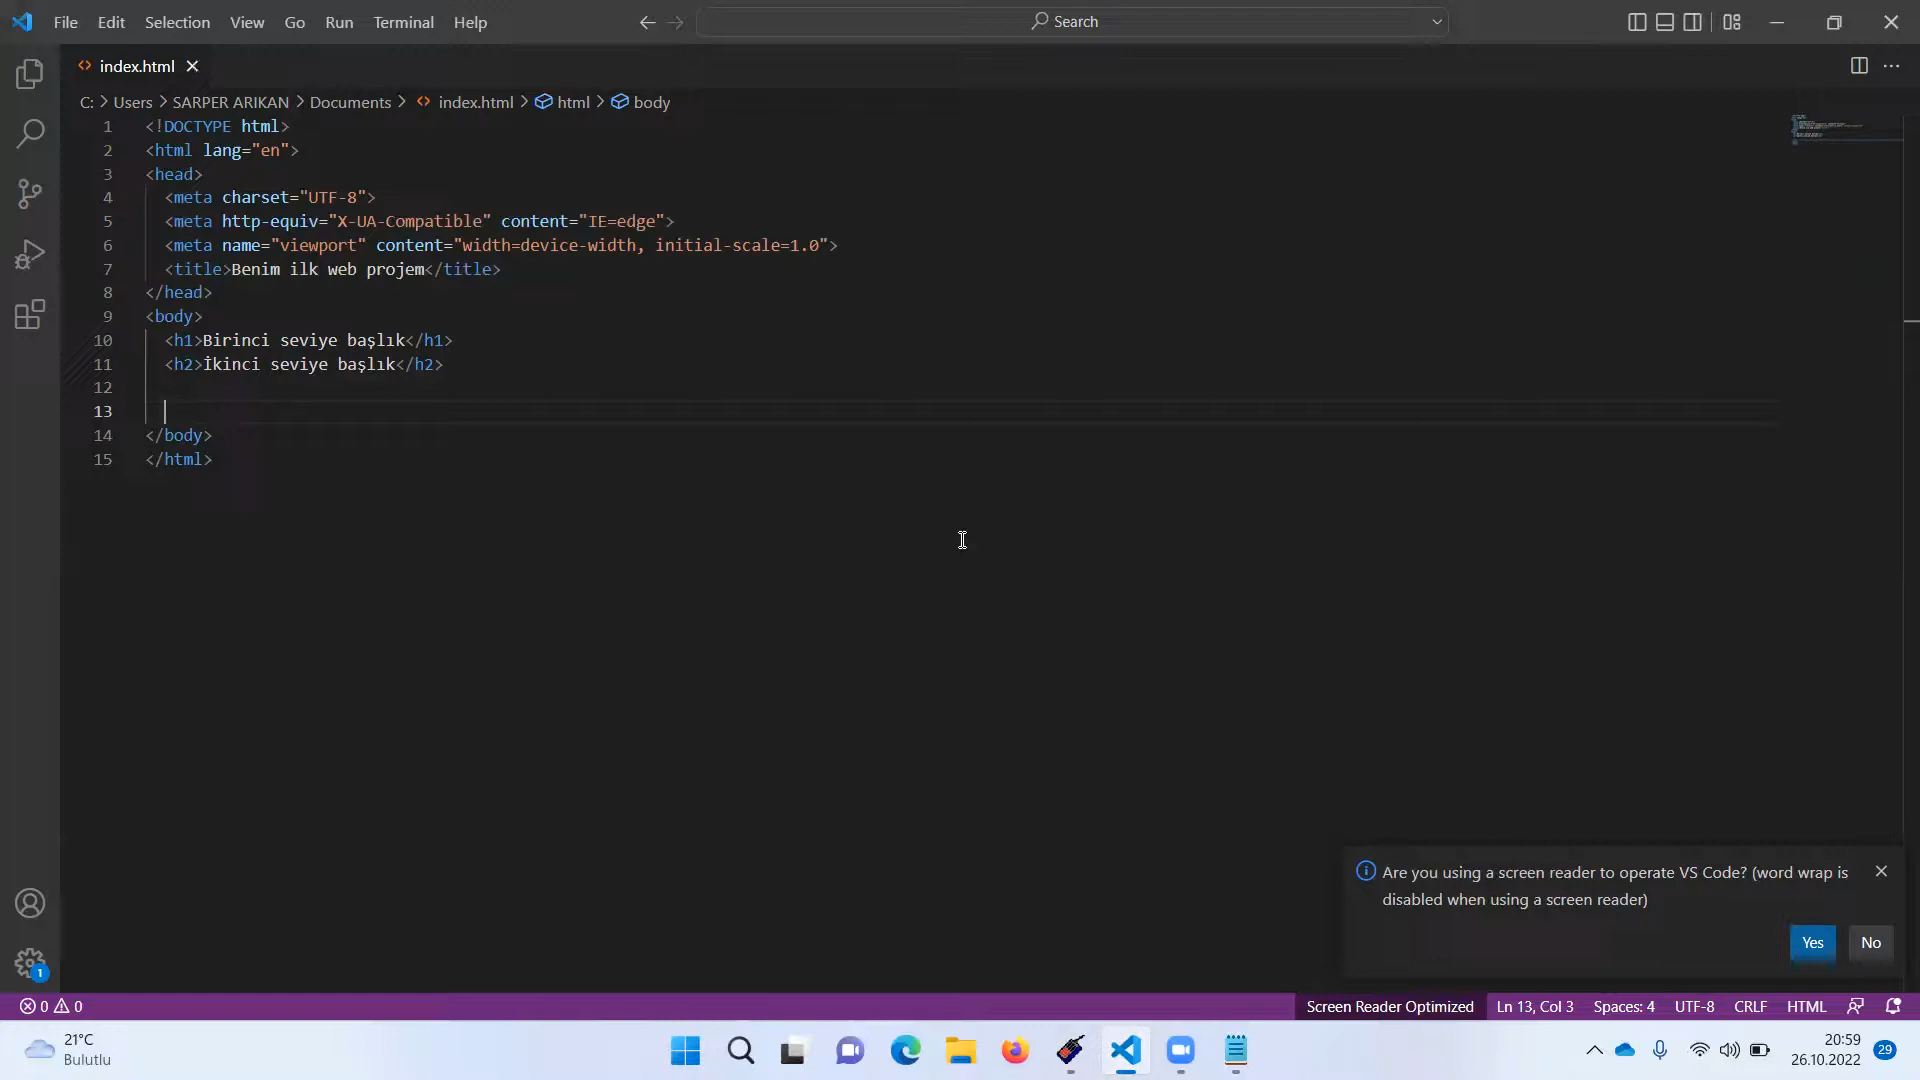 File Edit Selection View Go Run Terminal Help
Search
index.html
C: > Users > SARPER ARIKAN > Documents > index.html > html > body
1 <!DOCTYPE html>
2 <html lang="en">
3 <head>
4 <meta charset="UTF-8">
5 <meta http-equiv="X-UA-Compatible" content="IE=edge">
6 <meta name="viewport" content="width=device-width, initial-scale=1.0">
7 <title>Benim ilk web projem</title>
8 </head>
9 <body>
10 <h1>Birinci seviye başlık</h1>
11 <h2>İkinci seviye başlık</h2>
12
13
14 </body>
15 </html>
Are you using a screen reader to operate VS Code? (word wrap is
disabled when using a screen reader)
Yes No
1
0 0 Screen Reader Optimized Ln 13, Col 3 Spaces: 4 UTF-8 CRLF HTML
21°C
Bulutlu
20:59
26.10.2022
29